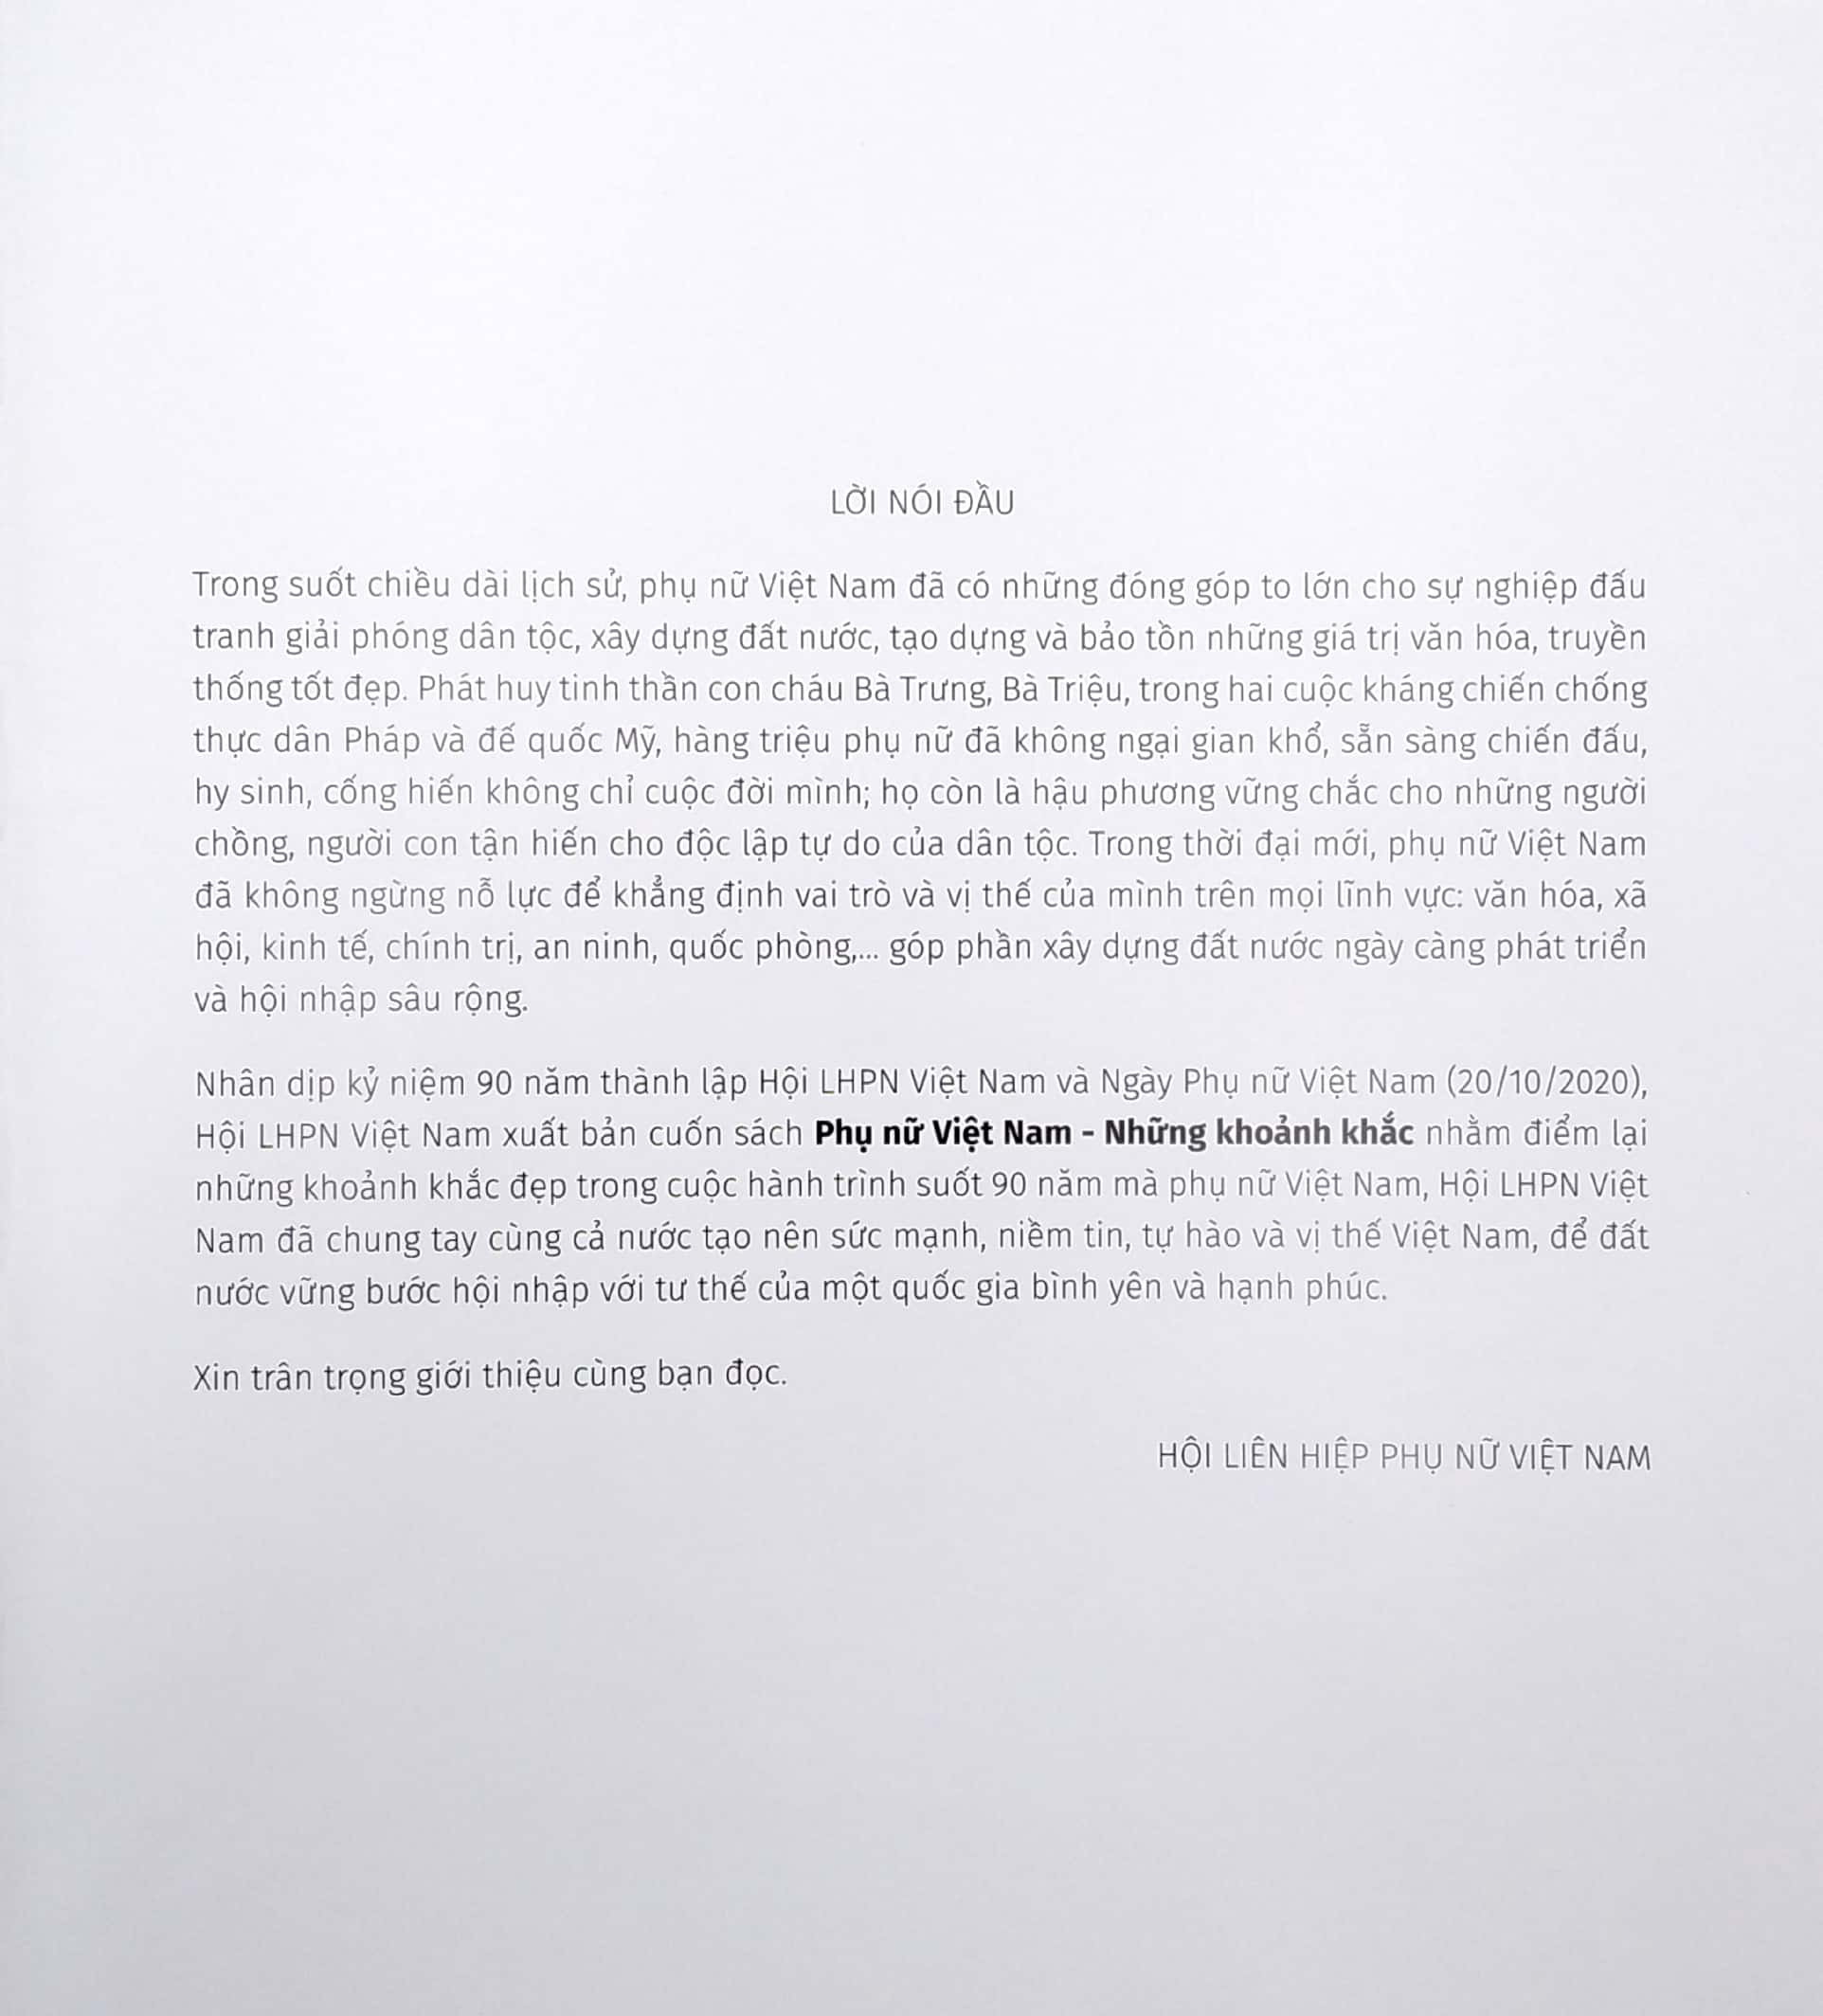 LỜI NÓI ĐẦU
Trong suốt chiều dài lịch sử, phụ nữ Việt Nam đã có những đóng góp to lớn cho sự nghiệp đấu
tranh giải phóng dân tộc, xây dựng đất nước, tạo dựng và bảo tồn những giá trị văn hóa, truyền
thống tốt đẹp. Phát huy tinh thần con cháu Bà Trưng, Bà Triệu, trong hai cuộc kháng chiến chống
thực dân Pháp và đế quốc Mỹ, hàng triệu phụ nữ đã không ngại gian khổ, sẵn sàng chiến đấu,
hy sinh, cống hiến không chỉ cuộc đời mình; họ còn là hậu phương vững chắc cho những người
chồng, người con tận hiến cho độc lập tự do của dân tộc. Trong thời đại mới, phụ nữ Việt Nam
đã không ngừng nỗ lực để khẳng định vai trò và vị thế của mình trên mọi lĩnh vực: văn hóa, xã
hội, kinh tế, chính trị, an ninh, quốc phòng,... góp phần xây dựng đất nước ngày càng phát triển
và hội nhập sâu rộng.
Nhân dịp kỷ niệm 90 năm thành lập Hội LHPN Việt Nam và Ngày Phụ nữ Việt Nam (20/10/2020),
Hội LHPN Việt Nam xuất bản cuốn sách Phụ nữ Việt Nam - Những khoảnh khắc nhằm điểm lại
những khoảnh khắc đẹp trong cuộc hành trình suốt 90 năm mà phụ nữ Việt Nam, Hội LHPN Việt
Nam đã chung tay cùng cả nước tạo nên sức mạnh, niềm tin, tự hào và vị thế Việt Nam, để đất
nước vững bước hội nhập với tư thế của một quốc gia bình yên và hạnh phúc.
Xin trân trọng giới thiệu cùng bạn đọc.
HỘI LIÊN HIỆP PHỤ NỮ VIỆT NAM